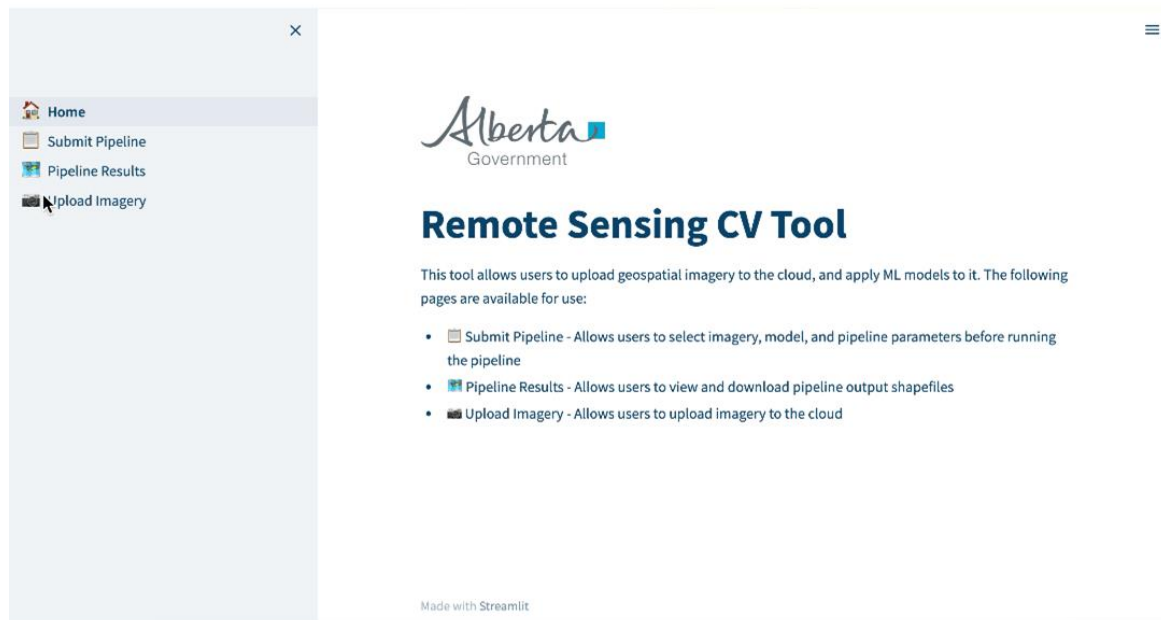 Home
Submit Pipeline
Pipeline Results
Upload Imagery
Alberta
Government
Remote Sensing CV Tool
This tool allows users to upload geospatial imagery to the cloud, and apply ML models to it. The following
pages are available for use:
• Submit Pipeline - Allows users to select imagery, model, and pipeline parameters before running
the pipeline
• Pipeline Results - Allows users to view and download pipeline output shapefiles
• Upload Imagery - Allows users to upload imagery to the cloud
Made with Streamlit